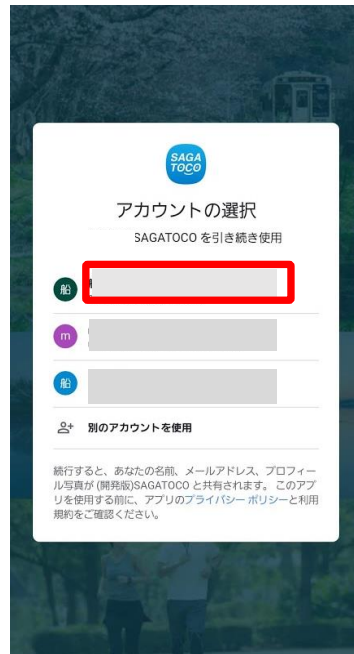 SAGA
TOCO
アカウントの選択
SAGATOCO を引き続き使用
船
m
船
別のアカウントを使用
続行すると、あなたの名前、メールアドレス、プロフィー
ル写真が (開発版)SAGATOCO と共有されます。 このアプ
リを使用する前に、アプリのプライバシー ポリシーと利用
規約をご確認ください。